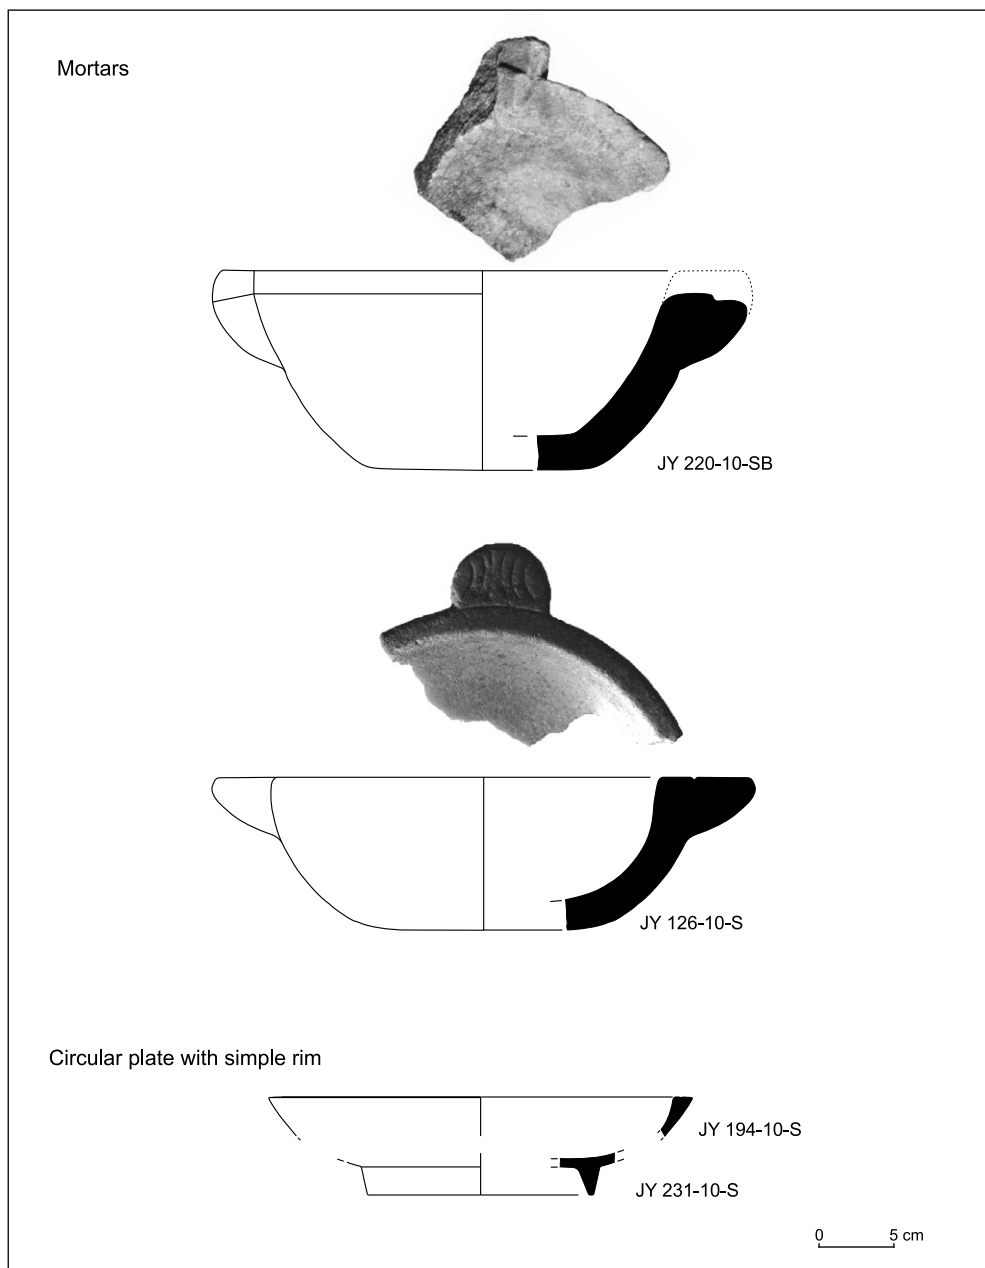 Mortars
JY 220-10-SB
JY 126-10-S
Circular plate with simple rim
JY 194-10-S
JY 231-10-S
0 5 cm